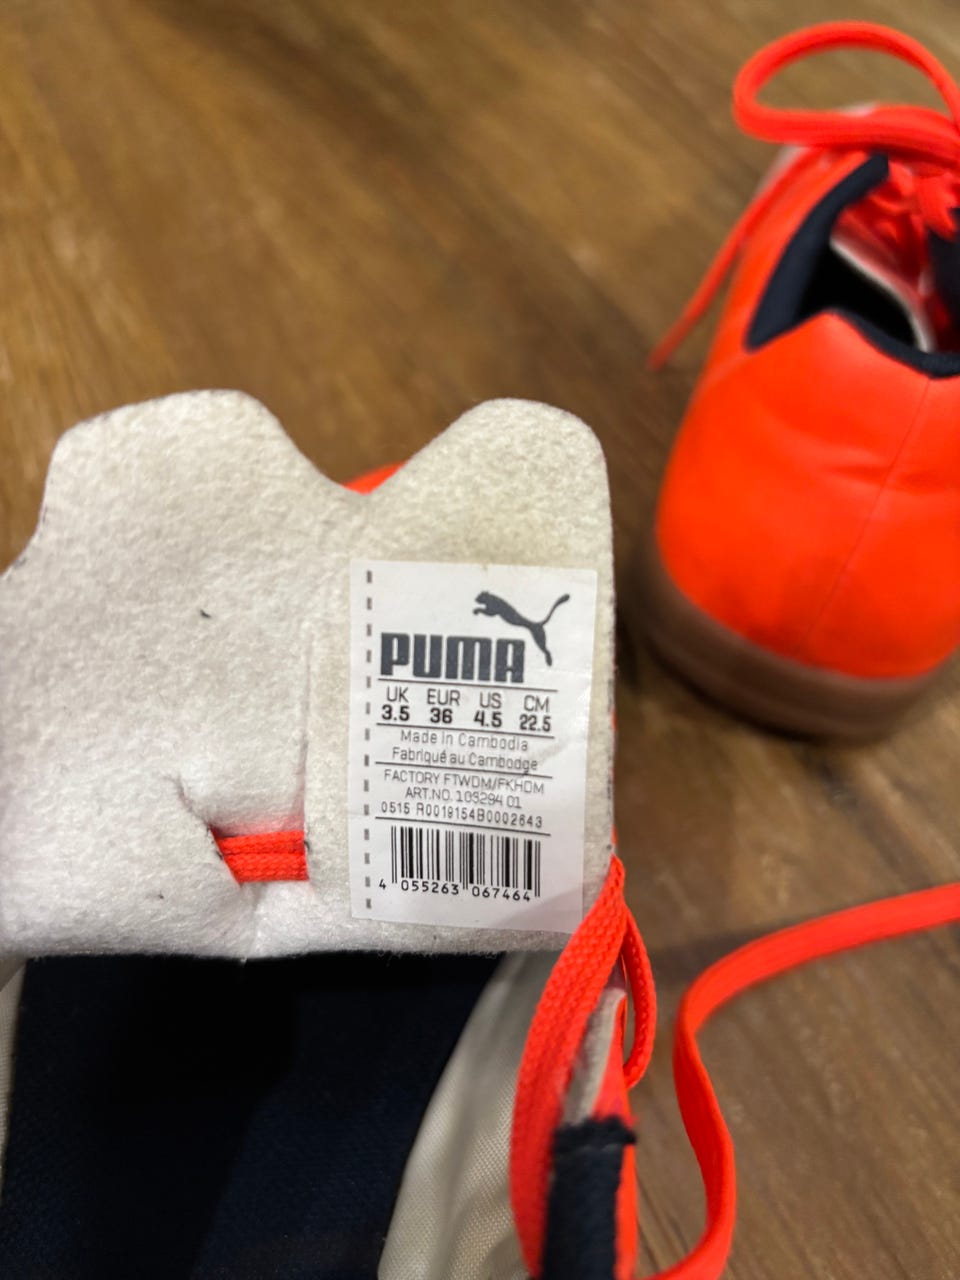 PUMA
UK EUR US CM
3.5 36 4.5 22.5
Made in Cambodia
Fabriqué au Cambodge
FACTORY FTWDM/FKHDM
ART.NO. 103294 01
0515 R0019154B0002643
4 055263 067464